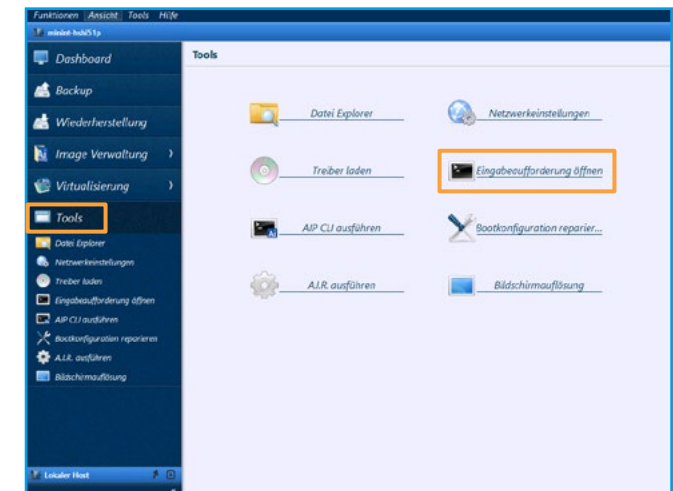 Funktionen Ansicht Tools Hilfe
Dashboard
Backup
Wiederherstellung
Image Verwaltung
Virtualisierung
Tools
Datei Explorer
Netzwerkeinstellungen
Treiber laden
Eingabeaufforderung öffnen
AIP CLI ausführen
Bootkonfiguration reparieren
A.I.R. ausführen
Bildschirmauflösung
Lokaler Host
Tools
Datei Explorer
Netzwerkeinstellungen
Treiber laden
Eingabeaufforderung öffnen
AIP CLI ausführen
Bootkonfiguration reparier...
A.I.R. ausführen
Bildschirmauflösung